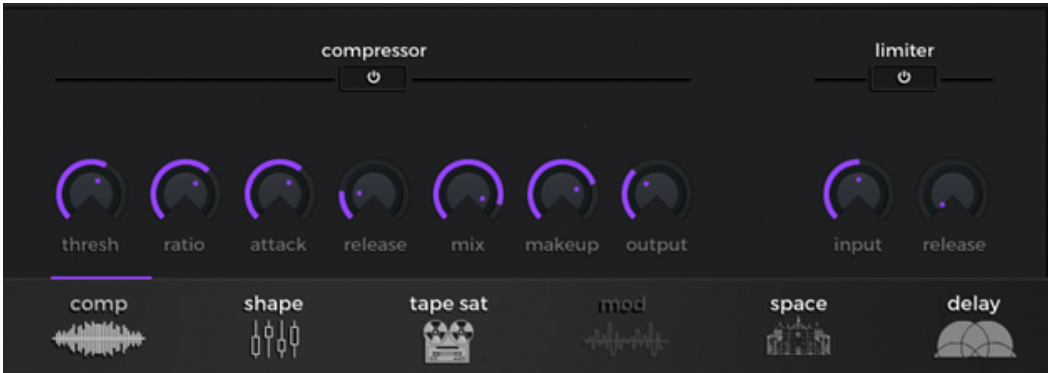 compressor limiter
thresh ratio attack release mix makeup output input release
comp shape tape sat mod space delay